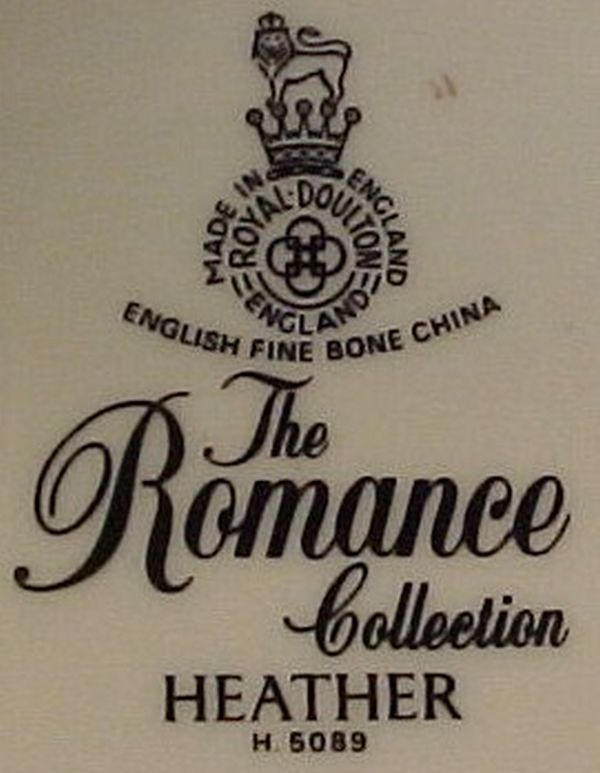 MADE IN ENGLAND
ROYAL·DOULTON
ENGLAND
ENGLISH FINE BONE CHINA
The
Romance
Collection
HEATHER
H. 5089